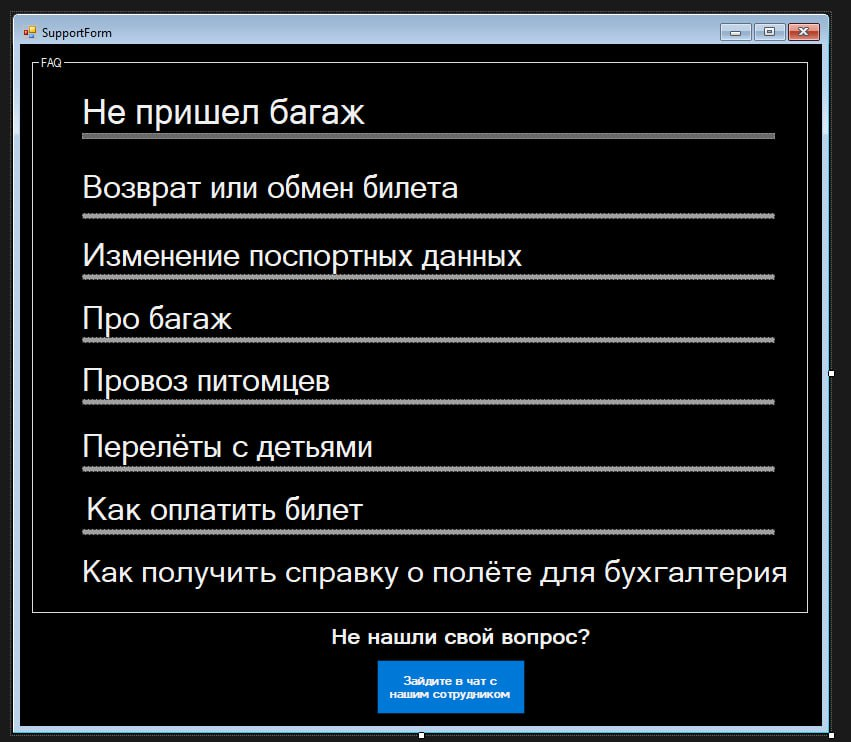 SupportForm
FAQ
Не пришел багаж
Возврат или обмен билета
Изменение поспортных данных
Про багаж
Провоз питомцев
Перелёты с детьями
Как оплатить билет
Как получить справку о полёте для бухгалтерия
Не нашли свой вопрос?
Зайдите в чат с
нашим сотрудником